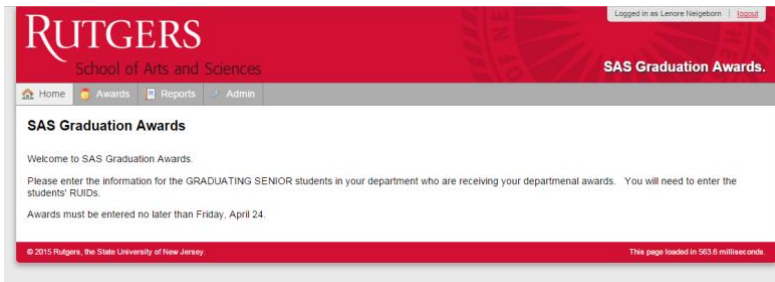 Logged in as Lenore Neigeborn | logout
RUTGERS
School of Arts and Sciences
SAS Graduation Awards.
Home Awards Reports Admin
SAS Graduation Awards
Welcome to SAS Graduation Awards.
Please enter the information for the GRADUATING SENIOR students in your department who are receiving your departmenal awards. You will need to enter the
students' RUIDs.
Awards must be entered no later than Friday, April 24.
© 2015 Rutgers, the State University of New Jersey. This page loaded in 563.6 milliseconds.